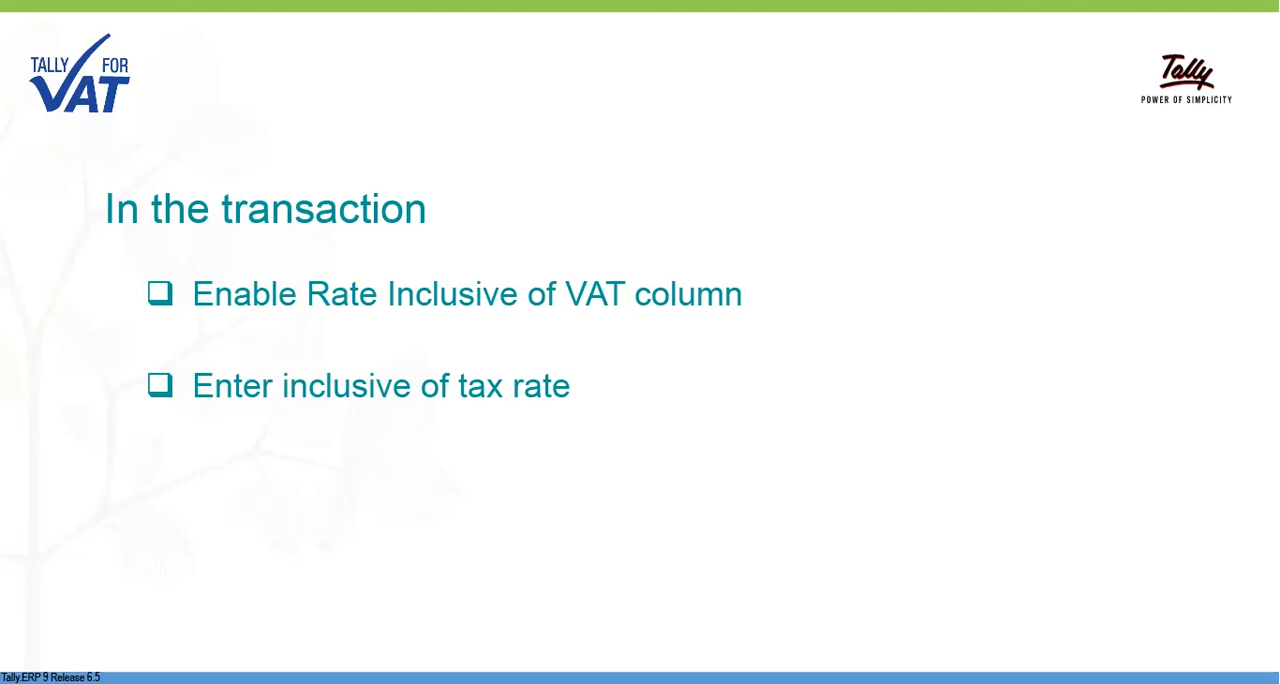 TALLY FOR
VAT
Tally
POWER OF SIMPLICITY
In the transaction
Enable Rate Inclusive of VAT column
Enter inclusive of tax rate
Tally.ERP 9 Release 6.5